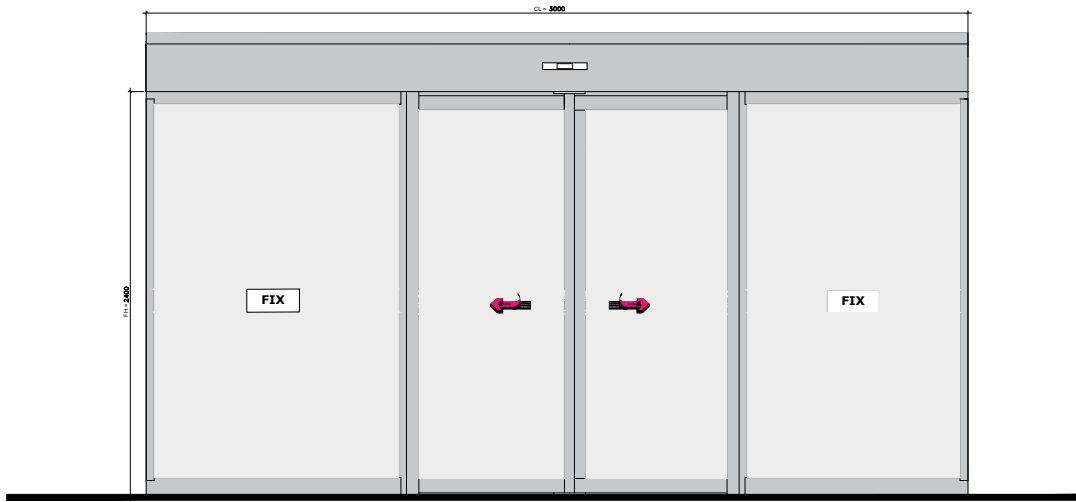 CL = 3000
FH = 2400
FIX
FIX